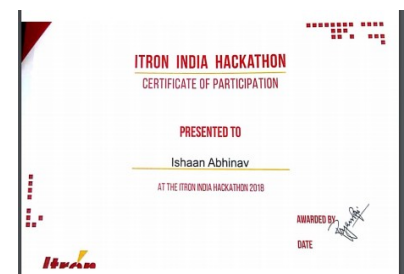 ITRON INDIA HACKATHON
CERTIFICATE OF PARTICIPATION
PRESENTED TO
Ishaan Abhinav
AT THE ITRON INDIA HACKATHON 2018
AWARDED BY
DATE
Itrón